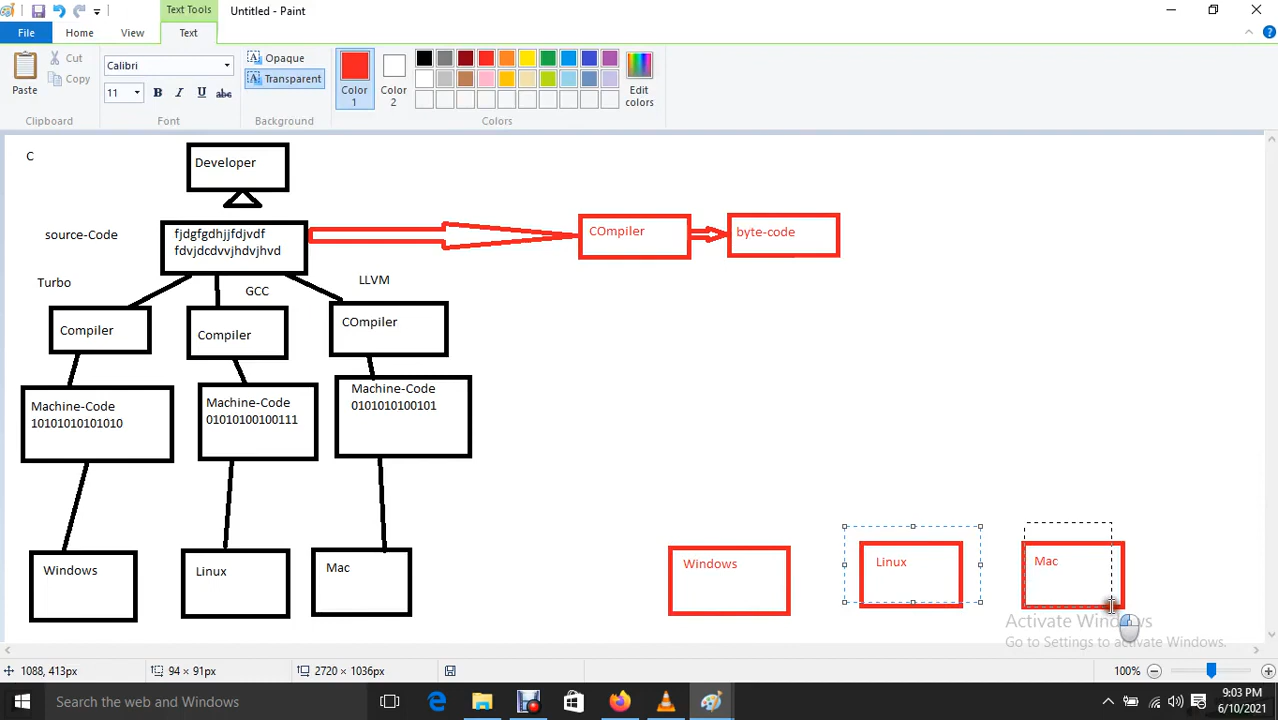 Text Tools
Untitled - Paint
File
Home
View
Text
Paste
Cut
Copy
Clipboard
Calibri
11
B I U abc
Font
Opaque
Transparent
Background
Color 1
Color 2
Edit colors
Colors
C
Developer
source-Code
fjdgfgdhjjfdjvdf
fdvjdcdvvjhdvjhvd
COmpiler
byte-code
Turbo
GCC
LLVM
Compiler
Compiler
COmpiler
Machine-Code
10101010101010
Machine-Code
01010100100111
Machine-Code
0101010100101
Windows
Linux
Mac
Windows
Linux
Mac
Activate Windows
Go to Settings to activate Windows.
1088, 413px
94 × 91px
2720 × 1036px
100%
Search the web and Windows
9:03 PM
6/10/2021